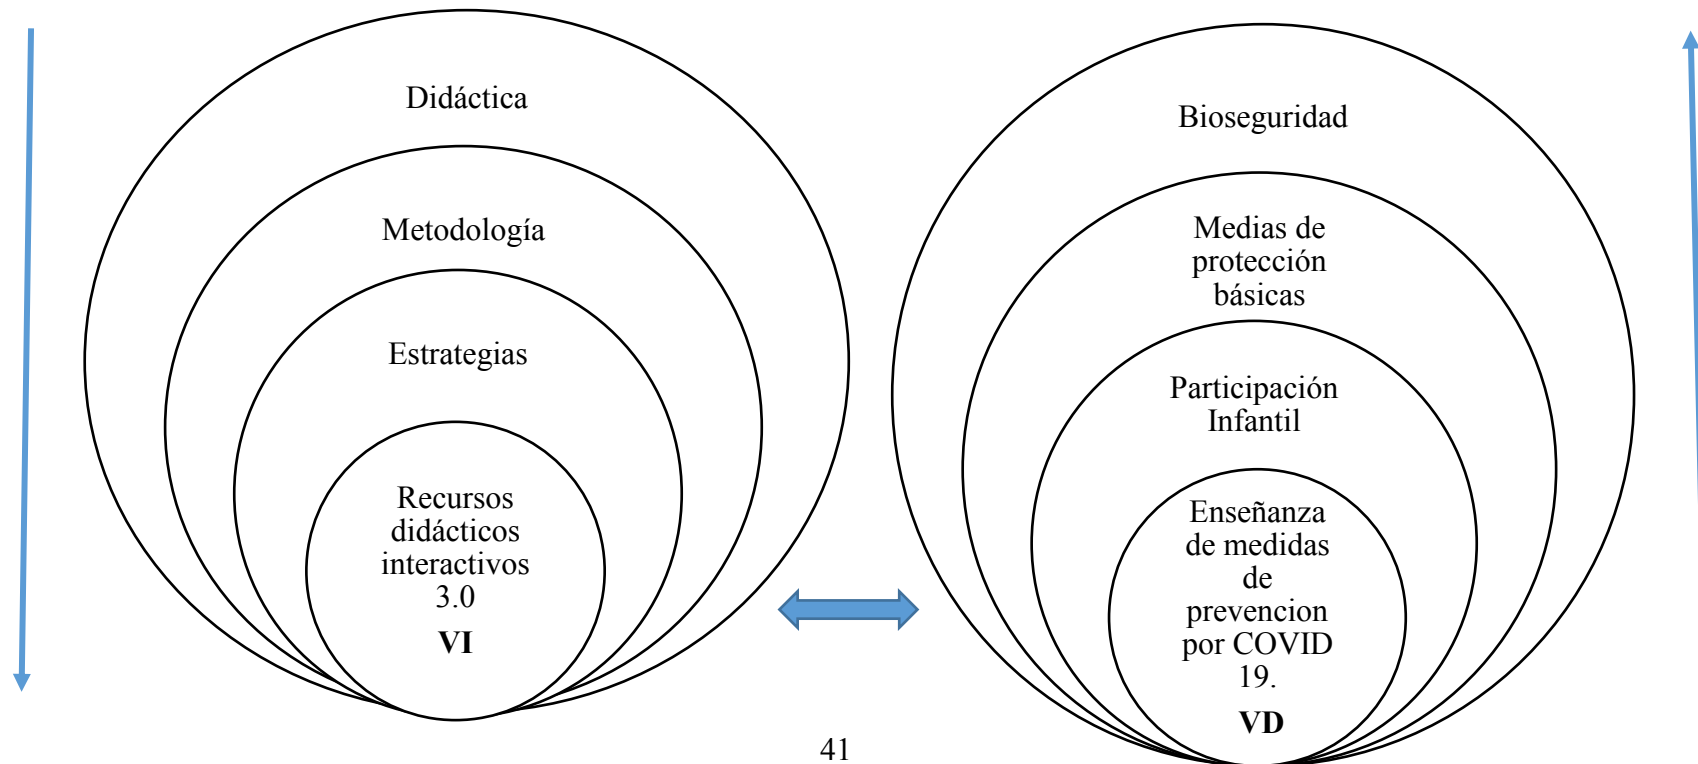 Didáctica
Metodología
Estrategias
Recursos
didácticos
interactivos
3.0
VI
Bioseguridad
Medias de
protección
básicas
Participación
Infantil
Enseñanza
de medidas
de
prevencion
por COVID
19.
VD
41